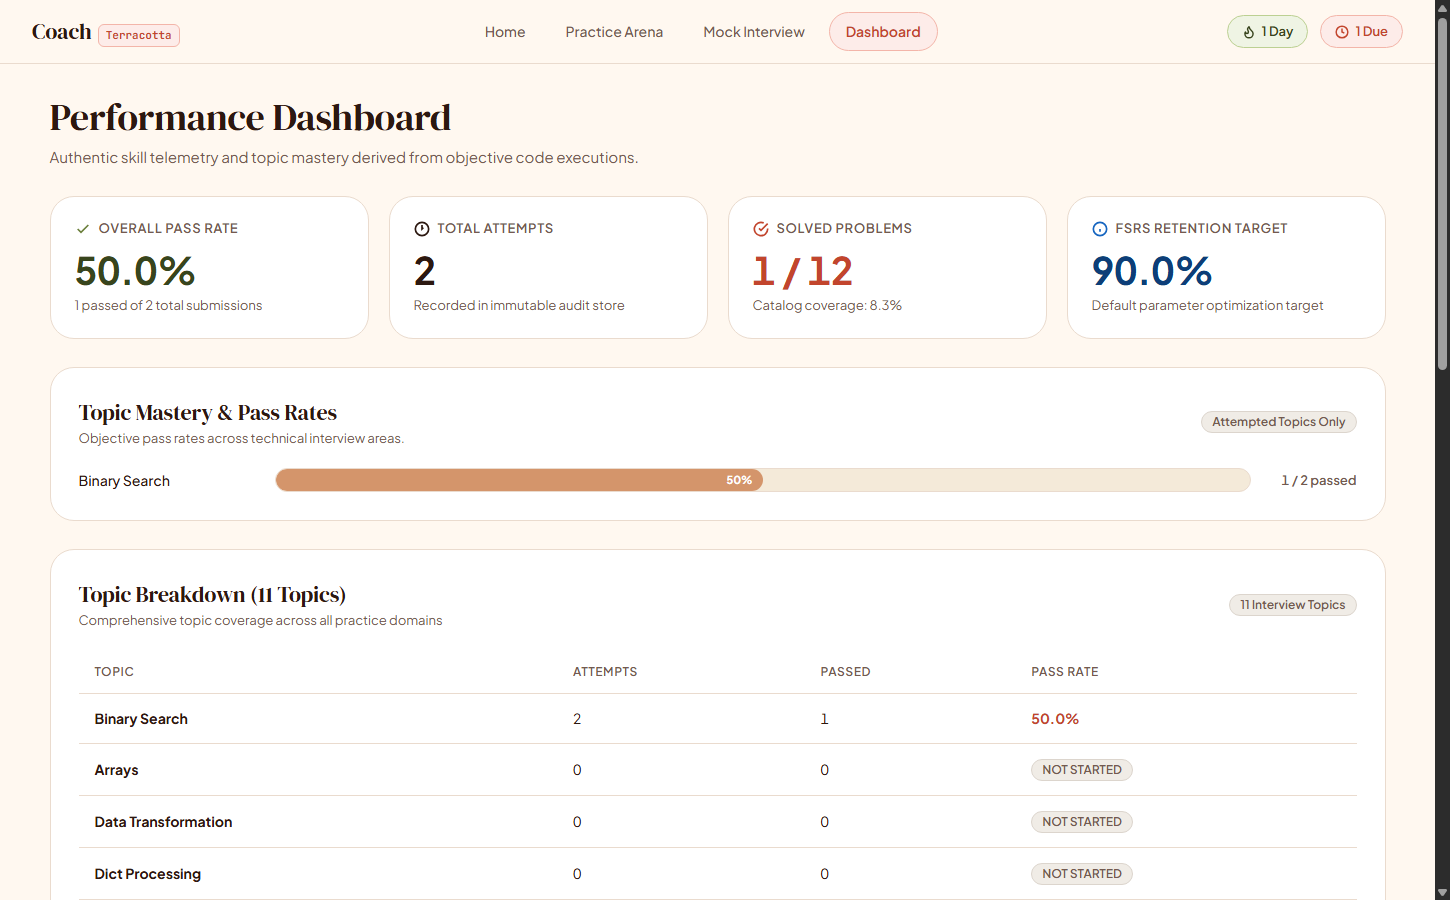 Coach Terracotta Home Practice Arena Mock Interview Dashboard 1 Day 1 Due
Performance Dashboard
Authentic skill telemetry and topic mastery derived from objective code executions.
OVERALL PASS RATE
50.0%
1 passed of 2 total submissions
TOTAL ATTEMPTS
2
Recorded in immutable audit store
SOLVED PROBLEMS
1 / 12
Catalog coverage: 8.3%
FSRS RETENTION TARGET
90.0%
Default parameter optimization target
Topic Mastery & Pass Rates
Objective pass rates across technical interview areas.
Attempted Topics Only
Binary Search 50% 1 / 2 passed
Topic Breakdown (11 Topics)
Comprehensive topic coverage across all practice domains
11 Interview Topics
TOPIC ATTEMPTS PASSED PASS RATE
Binary Search 2 1 50.0%
Arrays 0 0 NOT STARTED
Data Transformation 0 0 NOT STARTED
Dict Processing 0 0 NOT STARTED